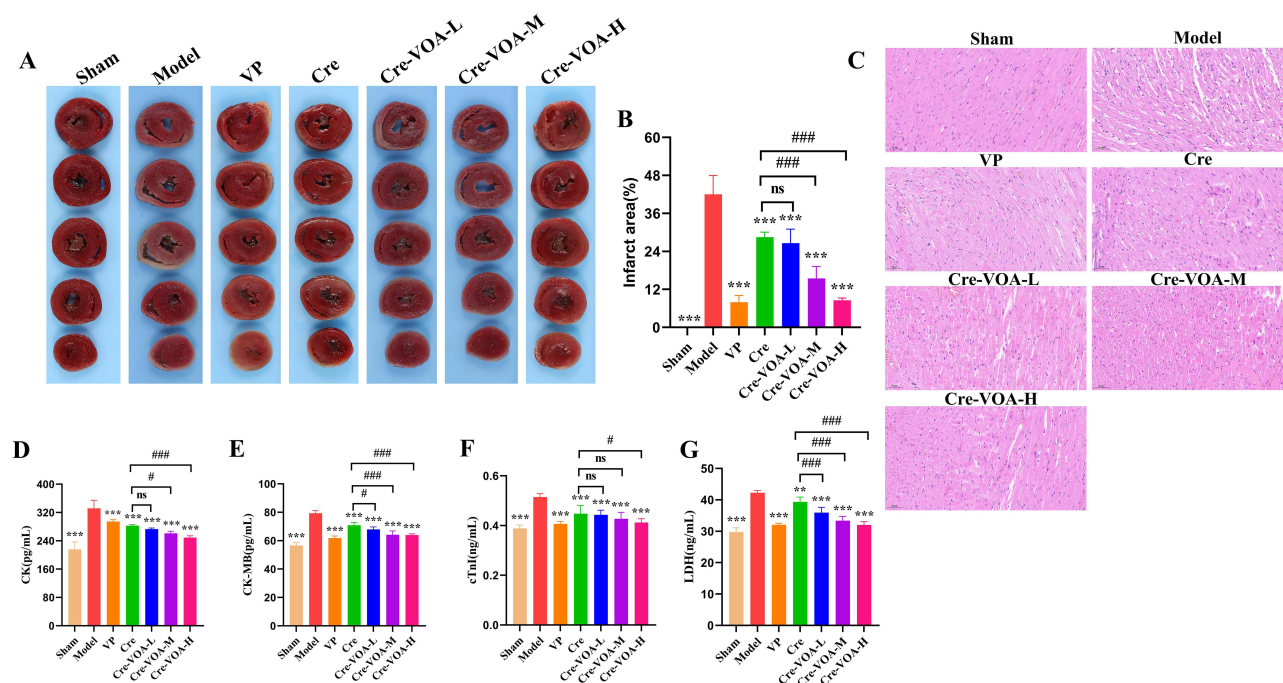 A
Sham
Model
VP
Cre
Cre-VOA-L
Cre-VOA-M
Cre-VOA-H
B
Infarct area(%)
60
48
36
24
12
0
###
###
ns
***
***
***
***
***
***
Sham
Model
VP
Cre
Cre-VOA-L
Cre-VOA-M
Cre-VOA-H
C
Sham
Model
VP
Cre
Cre-VOA-L
Cre-VOA-M
Cre-VOA-H
D
CK(pg/mL)
400
320
240
160
80
0
###
#
ns
***
***
***
***
***
***
Sham
Model
VP
Cre
Cre-VOA-L
Cre-VOA-M
Cre-VOA-H
E
CK-MB(pg/mL)
120
90
60
30
0
###
###
#
***
***
***
***
***
***
Sham
Model
VP
Cre
Cre-VOA-L
Cre-VOA-M
Cre-VOA-H
F
cTnI(ng/mL)
0.6
0.4
0.2
0.0
#
ns
ns
***
***
***
***
***
***
Sham
Model
VP
Cre
Cre-VOA-L
Cre-VOA-M
Cre-VOA-H
G
LDH(ng/mL)
50
40
30
20
10
0
###
###
###
***
***
**
***
***
***
Sham
Model
VP
Cre
Cre-VOA-L
Cre-VOA-M
Cre-VOA-H